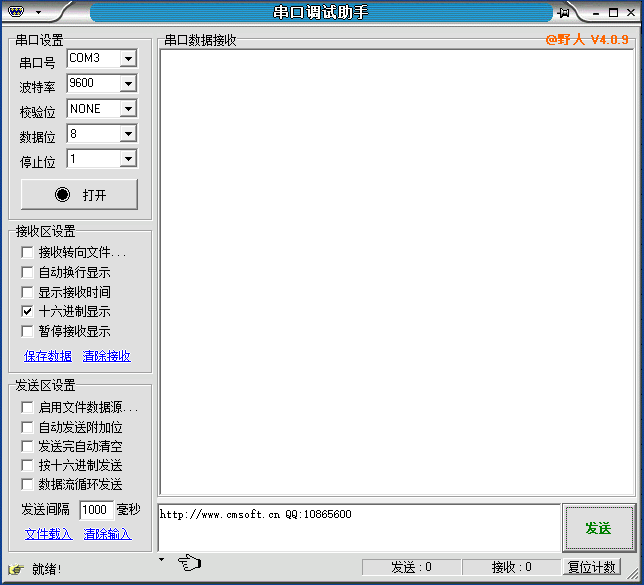 串口调试助手
串口设置
串口号 COM3
波特率 9600
校验位 NONE
数据位 8
停止位 1
打开
接收区设置
接收转向文件...
自动换行显示
显示接收时间
十六进制显示
暂停接收显示
保存数据 清除接收
发送区设置
启用文件数据源...
自动发送附加位
发送完自动清空
按十六进制发送
数据流循环发送
发送间隔 1000 毫秒
文件载入 清除输入
串口数据接收
@野人 V4.0.9
http://www.cmsoft.cn QQ:10865600
发送
就绪!
发送 : 0
接收 : 0
复位计数